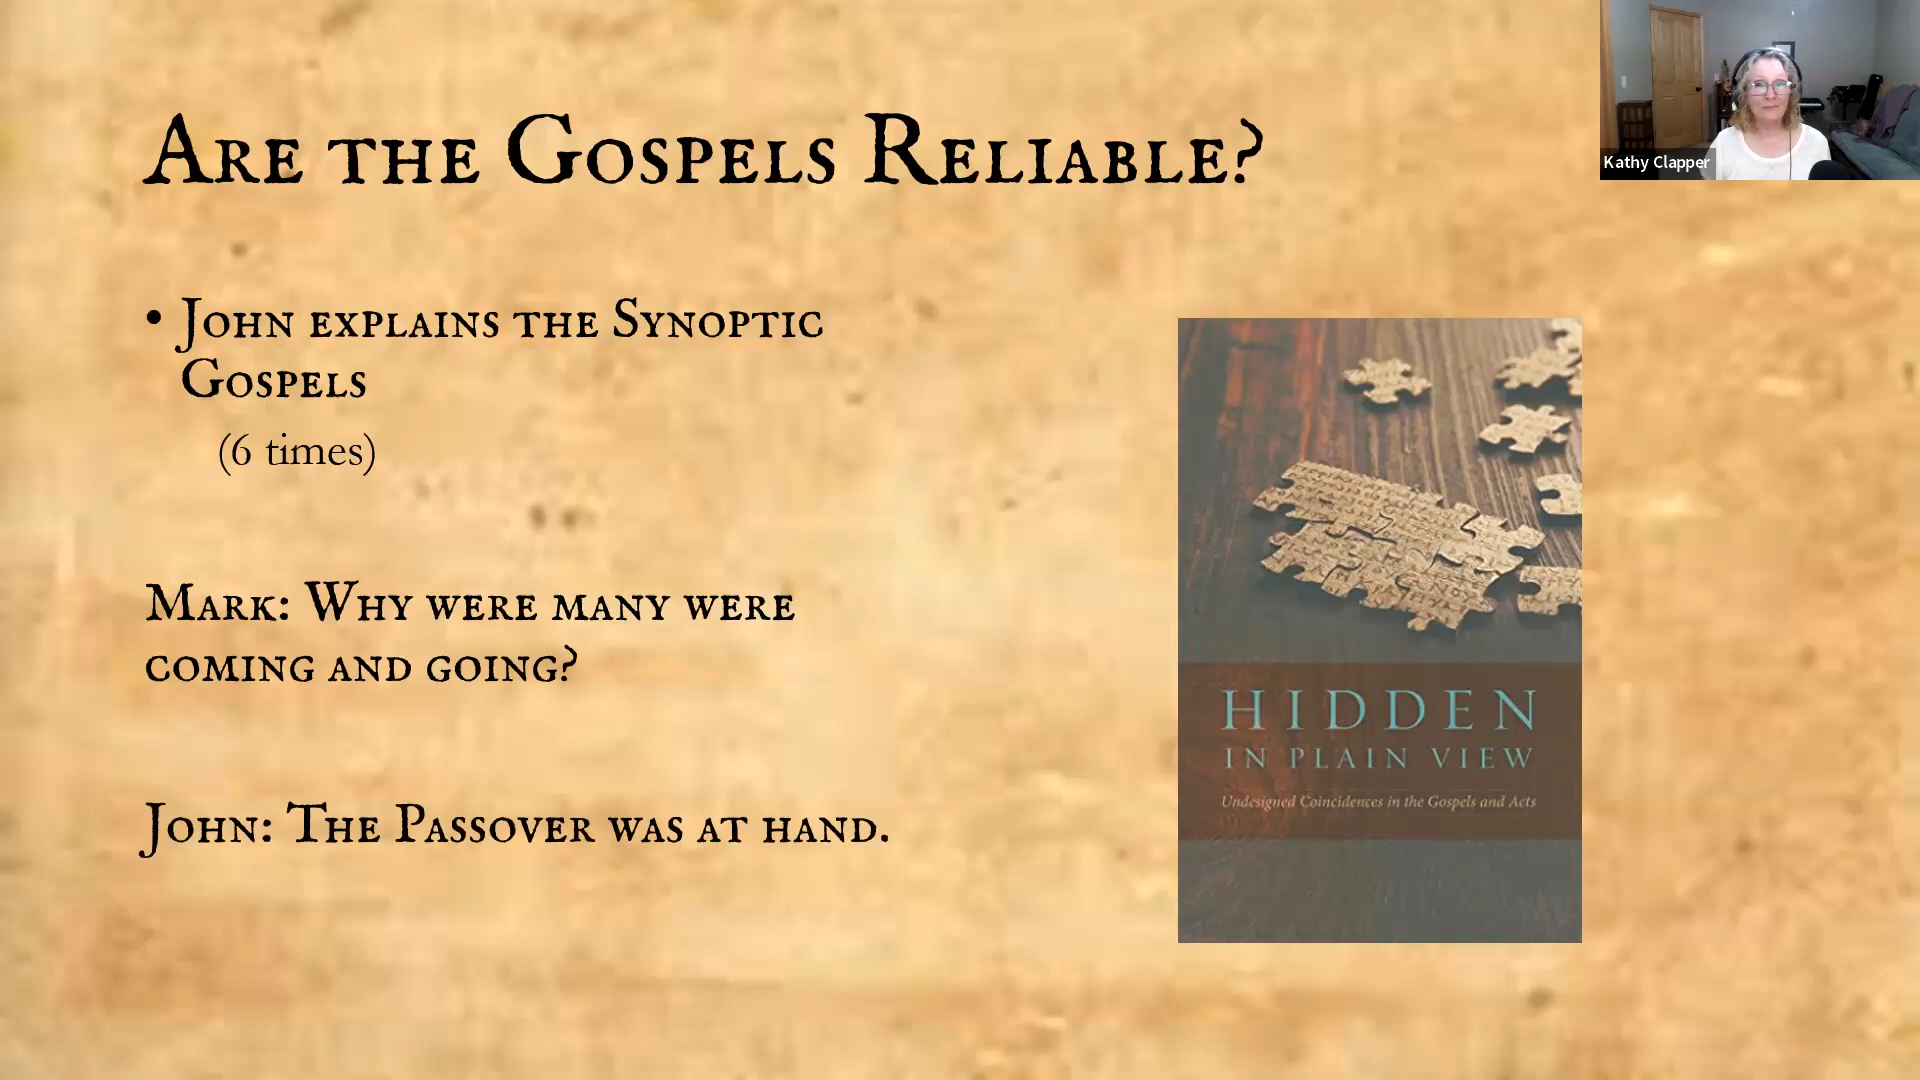 Are the Gospels Reliable?
Kathy Clapper
• John explains the Synoptic
Gospels
(6 times)
Mark: Why were many were
coming and going?
John: The Passover was at hand.
HIDDEN
IN PLAIN VIEW
Undesigned Coincidences in the Gospels and Acts